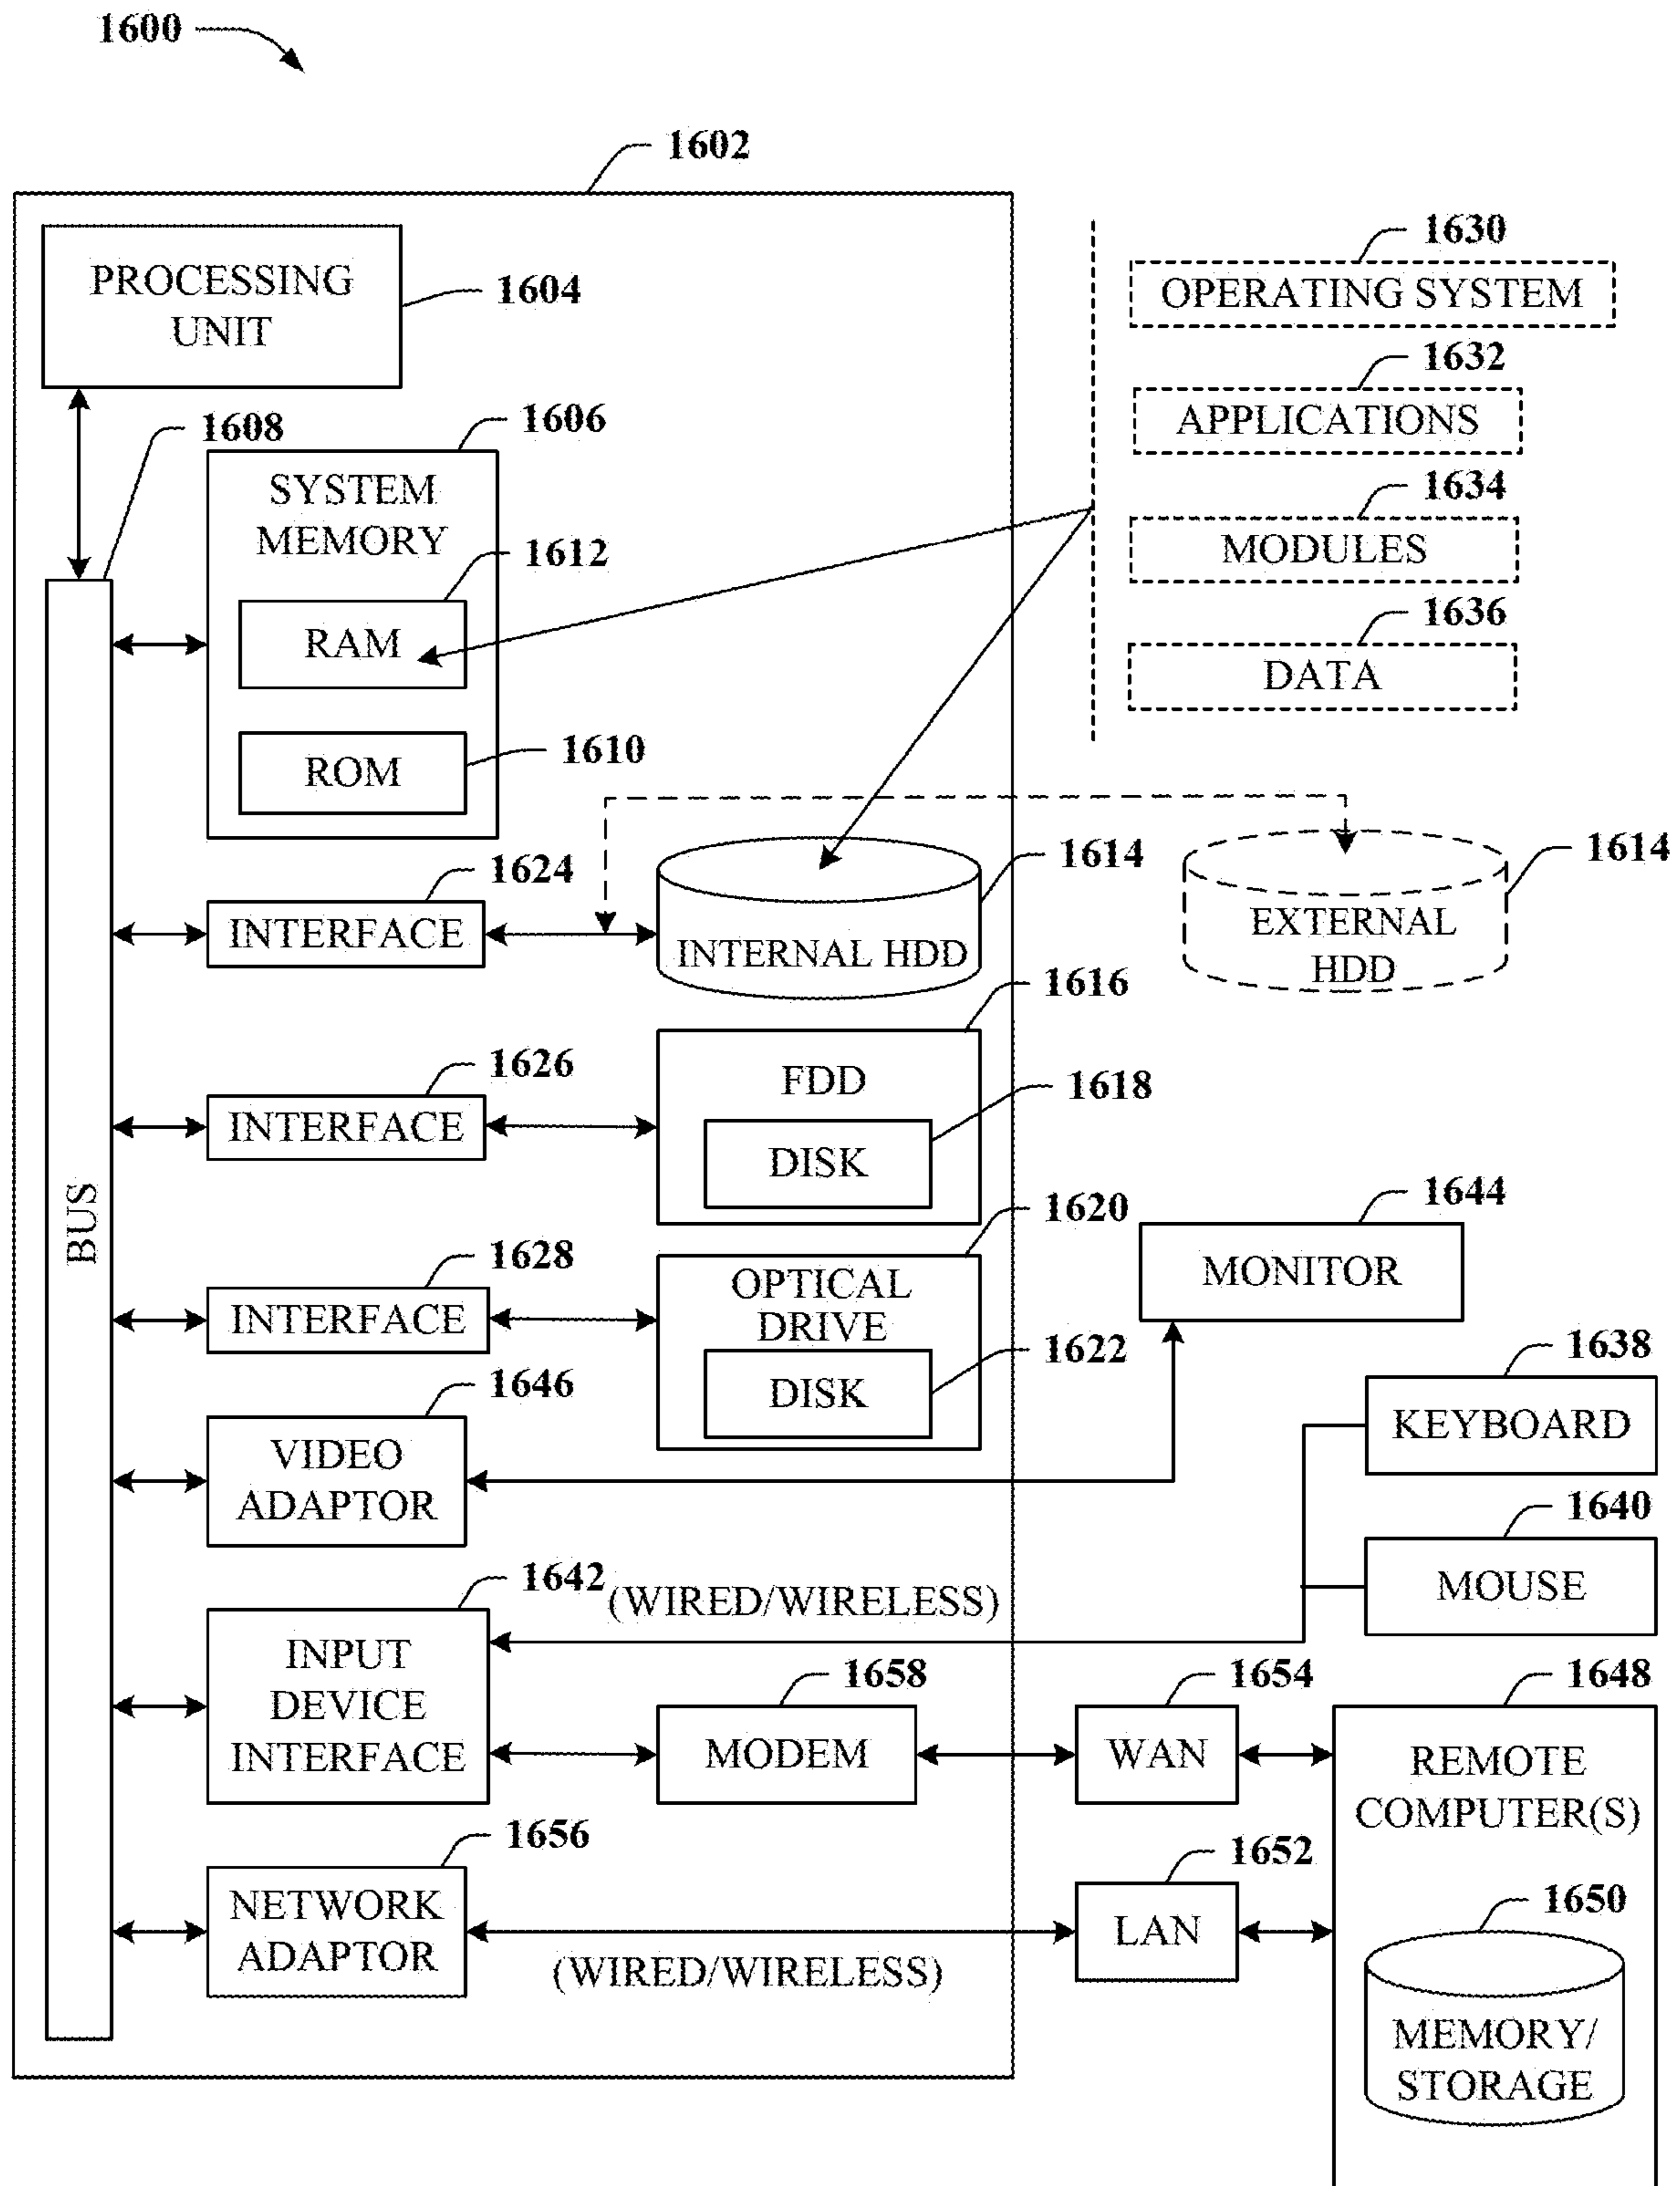 1600
1602
PROCESSING
UNIT
1604
1608
1606
SYSTEM
MEMORY
1612
RAM
1610
ROM
1630
OPERATING SYSTEM
1632
APPLICATIONS
1634
MODULES
1636
DATA
1624
INTERFACE
1614
INTERNAL HDD
1614
EXTERNAL
HDD
1616
FDD
1626
INTERFACE
1618
DISK
BUS
1620
OPTICAL
DRIVE
1628
INTERFACE
1622
DISK
1644
MONITOR
1646
VIDEO
ADAPTOR
1638
KEYBOARD
1640
MOUSE
1642
(WIRED/WIRELESS)
INPUT
DEVICE
INTERFACE
1658
MODEM
1654
WAN
1648
REMOTE
COMPUTER(S)
1656
NETWORK
ADAPTOR
(WIRED/WIRELESS)
1652
LAN
1650
MEMORY/
STORAGE